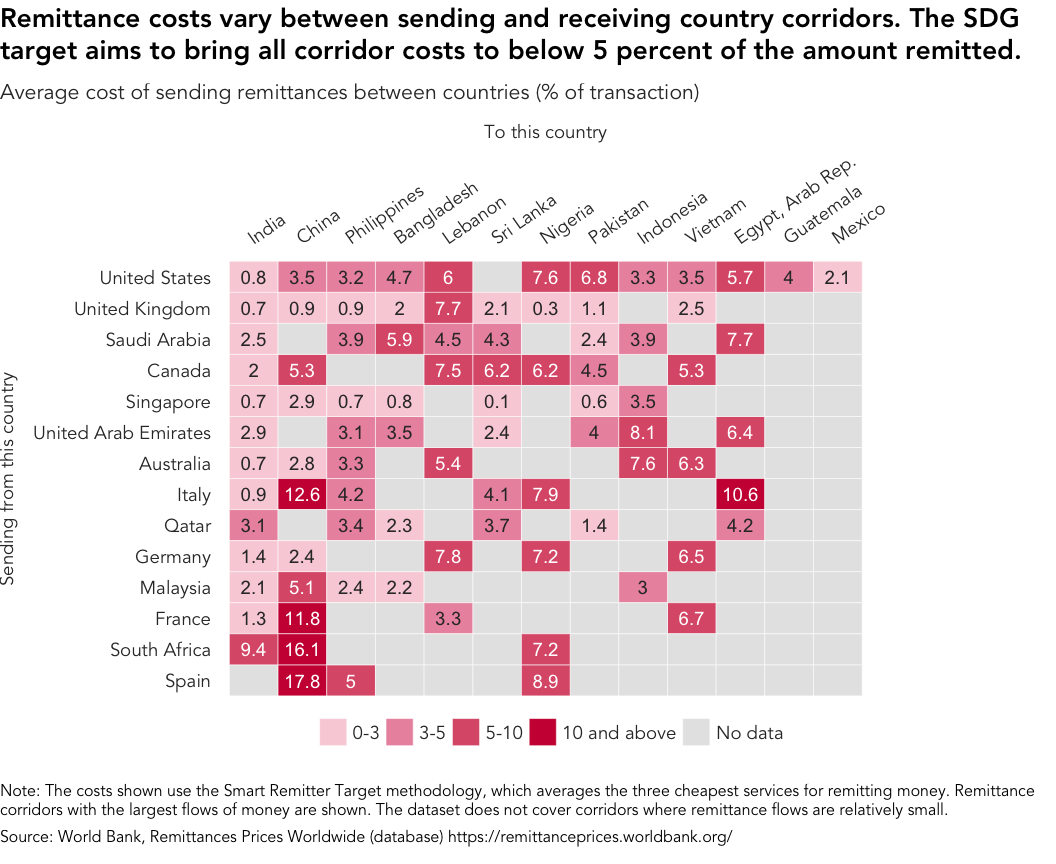 Remittance costs vary between sending and receiving country corridors. The SDG
target aims to bring all corridor costs to below 5 percent of the amount remitted.
Average cost of sending remittances between countries (% of transaction)
To this country
India China Philippines Bangladesh Lebanon Sri Lanka Nigeria Pakistan Indonesia Vietnam Egypt, Arab Rep. Guatemala Mexico
Sending from this country
United States 0.8 3.5 3.2 4.7 6 7.6 6.8 3.3 3.5 5.7 4 2.1
United Kingdom 0.7 0.9 0.9 2 7.7 2.1 0.3 1.1 2.5
Saudi Arabia 2.5 3.9 5.9 4.5 4.3 2.4 3.9 7.7
Canada 2 5.3 7.5 6.2 6.2 4.5 5.3
Singapore 0.7 2.9 0.7 0.8 0.1 0.6 3.5
United Arab Emirates 2.9 3.1 3.5 2.4 4 8.1 6.4
Australia 0.7 2.8 3.3 5.4 7.6 6.3
Italy 0.9 12.6 4.2 4.1 7.9 10.6
Qatar 3.1 3.4 2.3 3.7 1.4 4.2
Germany 1.4 2.4 7.8 7.2 6.5
Malaysia 2.1 5.1 2.4 2.2 3
France 1.3 11.8 3.3 6.7
South Africa 9.4 16.1 7.2
Spain 17.8 5 8.9
0-3 3-5 5-10 10 and above No data
Note: The costs shown use the Smart Remitter Target methodology, which averages the three cheapest services for remitting money. Remittance
corridors with the largest flows of money are shown. The dataset does not cover corridors where remittance flows are relatively small.
Source: World Bank, Remittances Prices Worldwide (database) https://remittanceprices.worldbank.org/